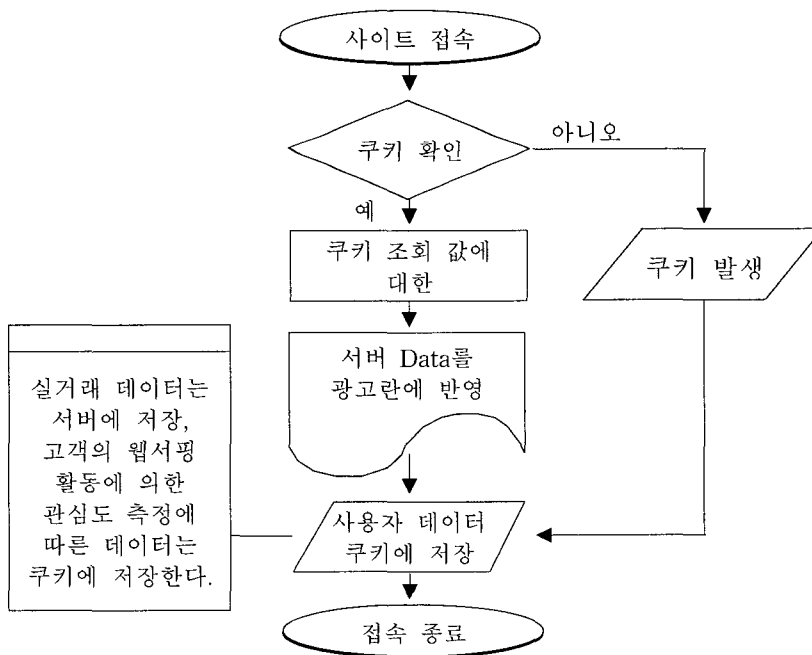 사이트 접속
쿠키 확인
아니오
예
쿠키 조회 값에
대한
쿠키 발생
서버 Data를
광고란에 반영
실거래 데이터는
서버에 저장,
고객의 웹서핑
활동에 의한
관심도 측정에
따른 데이터는
쿠키에 저장한다.
사용자 데이터
쿠키에 저장
접속 종료